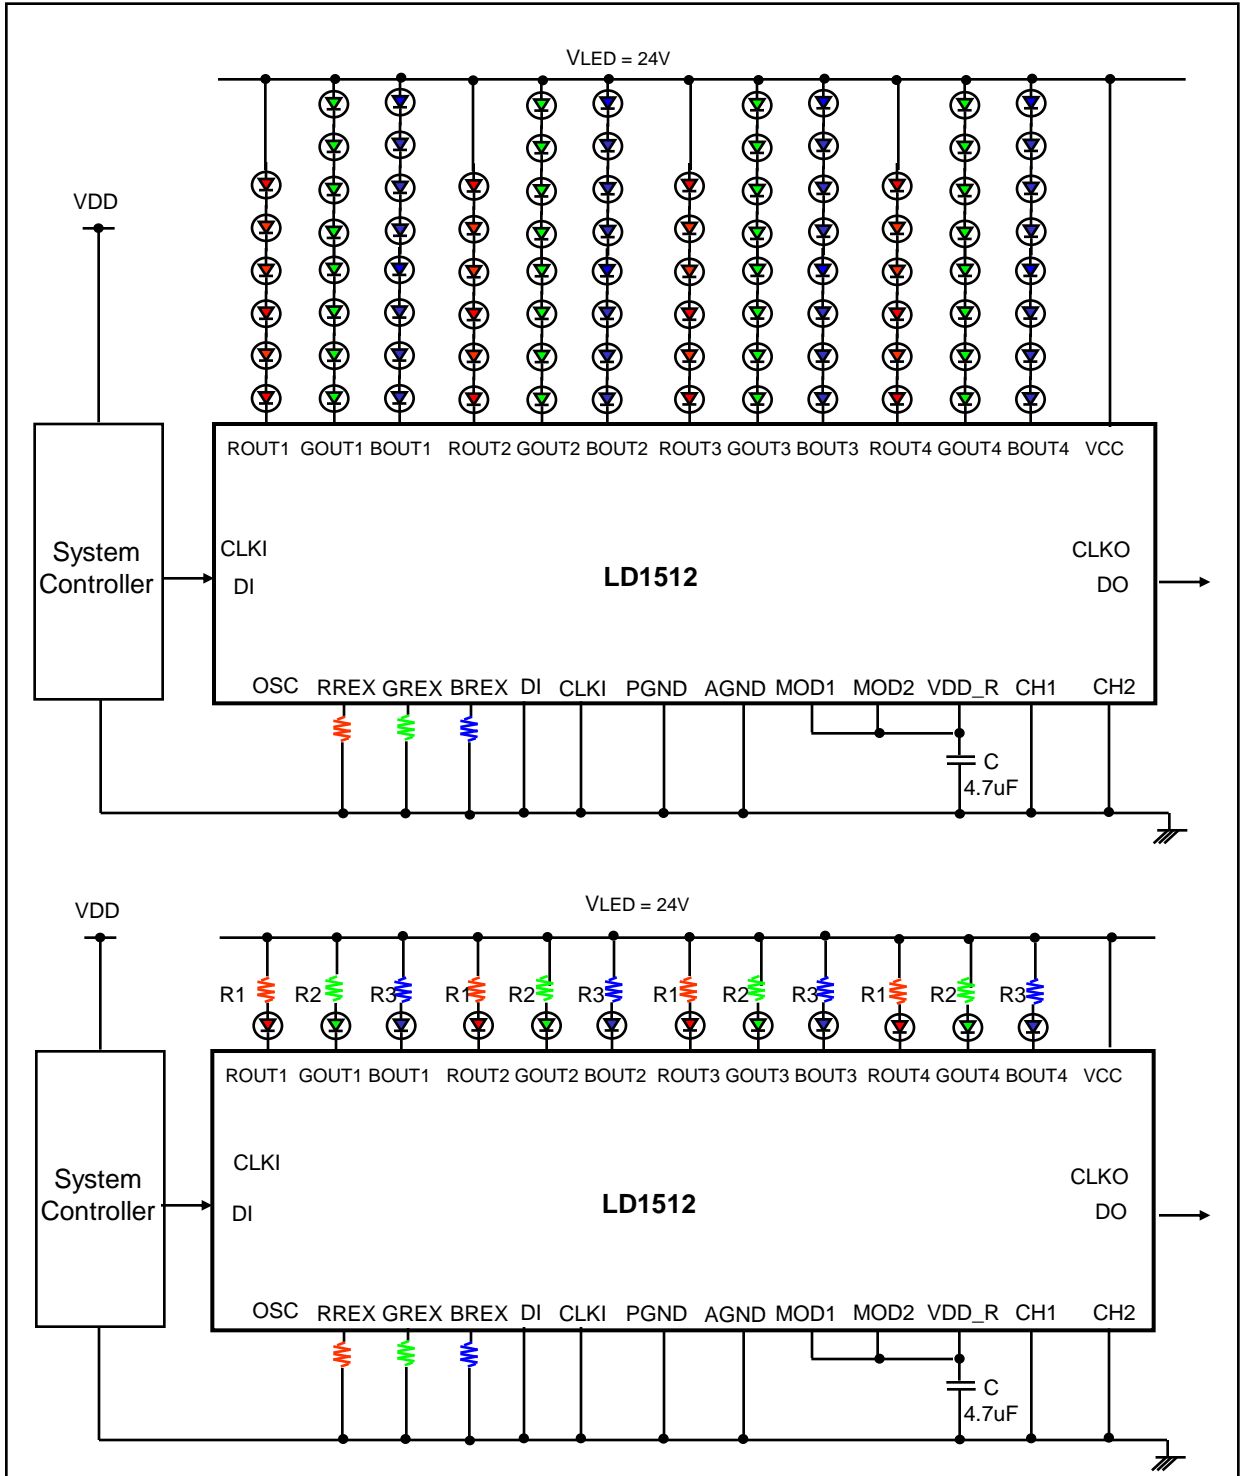 VLED = 24V
VDD
ROUT1 GOUT1 BOUT1 ROUT2 GOUT2 BOUT2 ROUT3 GOUT3 BOUT3 ROUT4 GOUT4 BOUT4 VCC
System
Controller
CLKI
DI
LD1512
CLKO
DO
OSC RREX GREX BREX DI CLKI PGND AGND MOD1 MOD2 VDD_R CH1 CH2
C
4.7uF
VLED = 24V
VDD
R1 R2 R3 R1 R2 R3 R1 R2 R3 R1 R2 R3
ROUT1 GOUT1 BOUT1 ROUT2 GOUT2 BOUT2 ROUT3 GOUT3 BOUT3 ROUT4 GOUT4 BOUT4 VCC
System
Controller
CLKI
DI
LD1512
CLKO
DO
OSC RREX GREX BREX DI CLKI PGND AGND MOD1 MOD2 VDD_R CH1 CH2
C
4.7uF